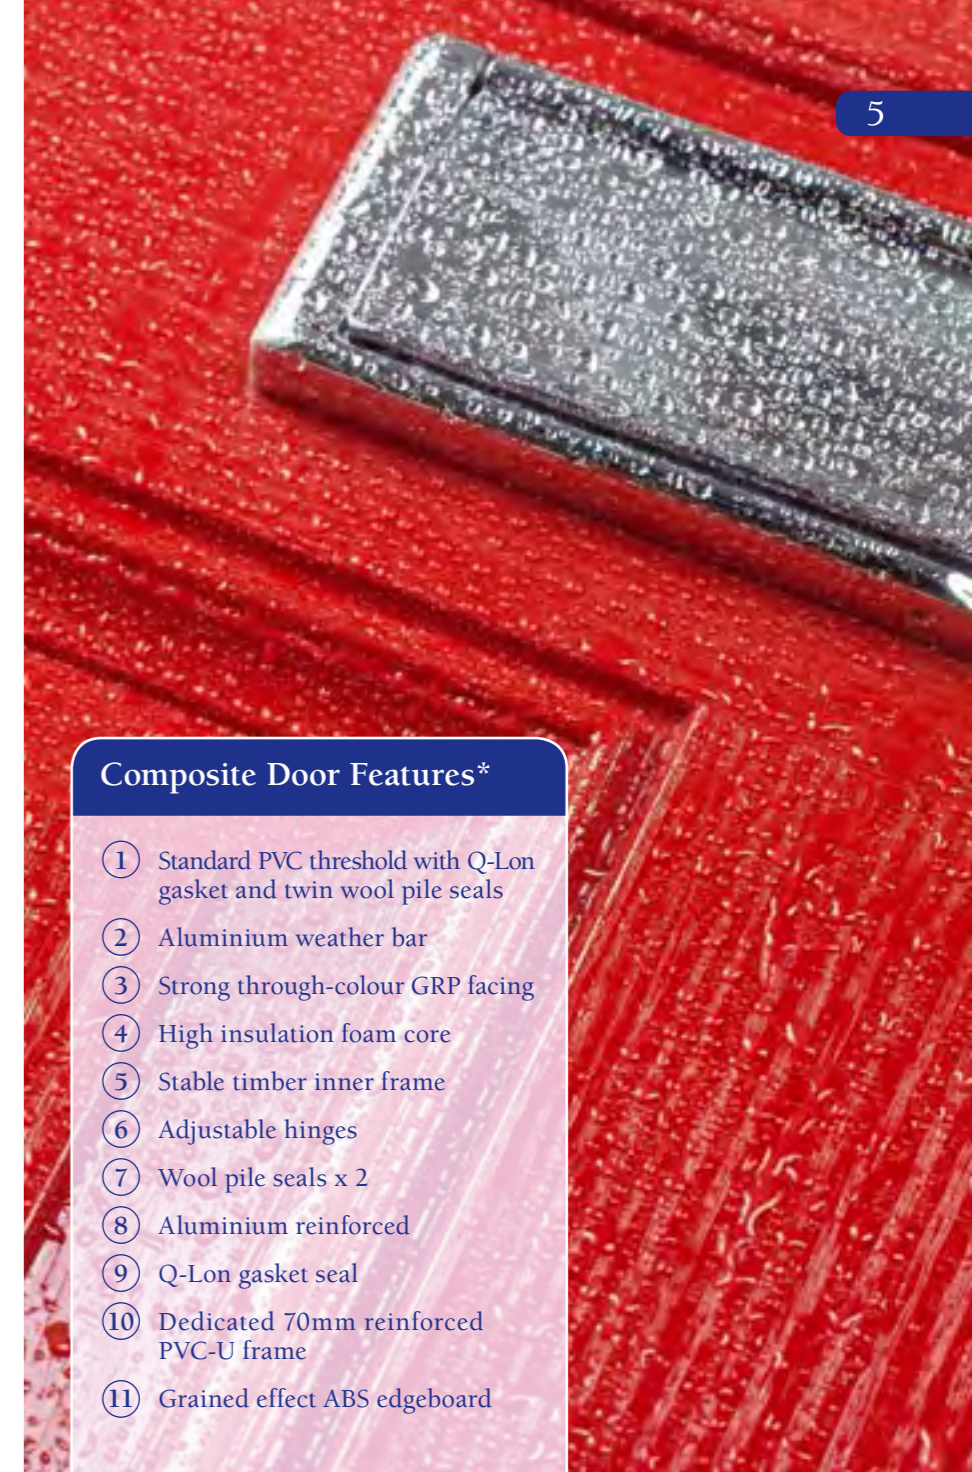 5
Composite Door Features*
1 Standard PVC threshold with Q-Lon
gasket and twin wool pile seals
2 Aluminium weather bar
3 Strong through-colour GRP facing
4 High insulation foam core
5 Stable timber inner frame
6 Adjustable hinges
7 Wool pile seals x 2
8 Aluminium reinforced
9 Q-Lon gasket seal
10 Dedicated 70mm reinforced
PVC-U frame
11 Grained effect ABS edgeboard